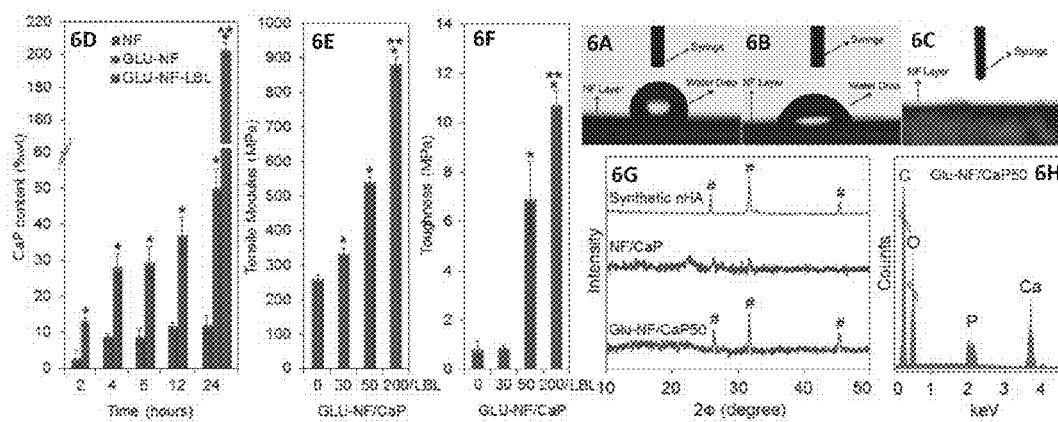 6D
NF
GLU-NF
GLU-NF-LBL
CaP content (%wt)
220
200
180
160
60
50
40
30
20
10
0
4
12
24
Time (hours)
*
*
*
*
*
6E
Tensile Modulus (MPa)
1000
900
800
700
600
500
400
300
200
100
0
0
30
50
200/LBL
GLU-NF/CaP
*
*
**
*
6F
Toughness (MPa)
14
12
10
8
6
4
2
0
0
30
50
200/LBL
GLU-NF/CaP
*
**
*
6A
Syringe
NF Layer
Water Drop
6B
Syringe
NF Layer
Water Drop
6C
Syringe
NF Layer
6G
Intensity
Synthetic nHA
# # #
NF/CaP
Glu-NF/CaP50
# # #
10 20 30 40 50
2Φ (degree)
6H
Glu-NF/CaP50
Counts
C
O
P
Ca
0 1 2 3 4
keV